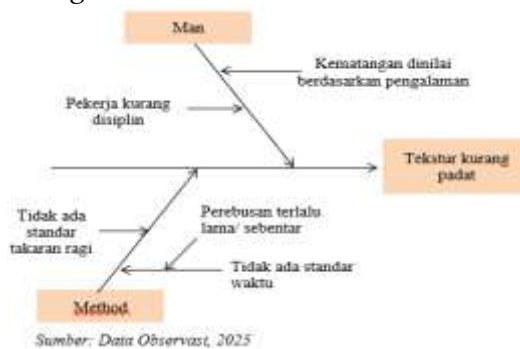 Man
Kematangan dinilai
berdasarkan pengalaman
Pekerja kurang
disiplin
Tekstur kurang
padat
Tidak ada
standar
takaran ragi
Perebusan terlalu
lama/ sebentar
Tidak ada standar
waktu
Method
Sumber: Data Observasi, 2025